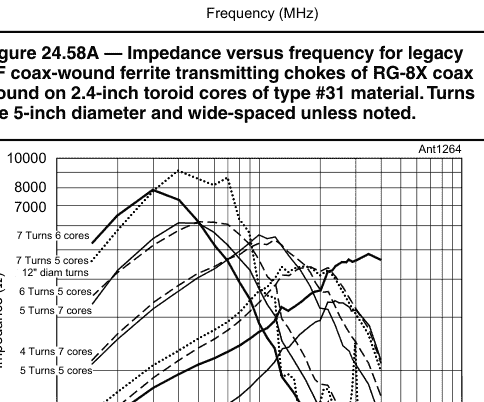 Frequency (MHz)
gure 24.58A — Impedance versus frequency for legacy
F coax-wound ferrite transmitting chokes of RG-8X coax
ound on 2.4-inch toroid cores of type #31 material. Turns
e 5-inch diameter and wide-spaced unless noted.
Ant1264
10000
8000
7000
7 Turns 6 cores
7 Turns 5 cores
12" diam turns
6 Turns 5 cores
5 Turns 7 cores
4 Turns 7 cores
5 Turns 5 cores